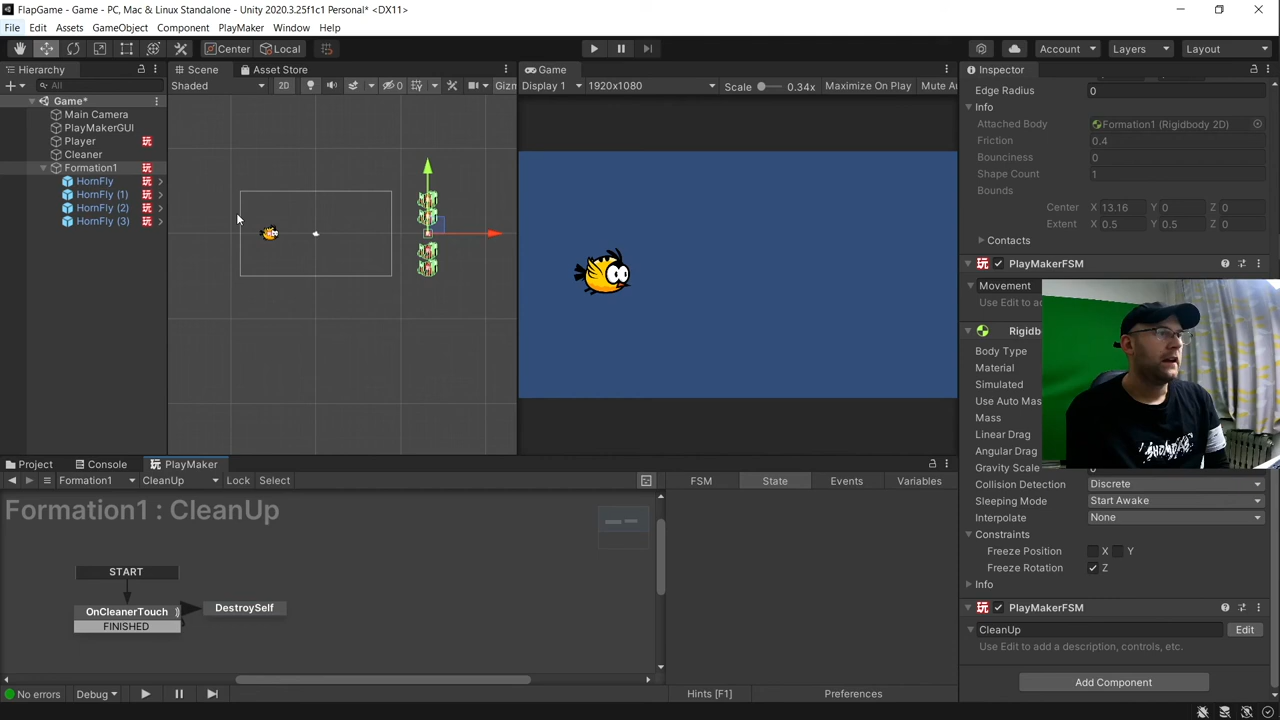 FlapGame - Game - PC, Mac & Linux Standalone - Unity 2020.3.25f1c1 Personal* <DX11>
File Edit Assets GameObject Component PlayMaker Window Help
Center Local Account Layers Layout
Hierarchy Scene Asset Store Game Inspector
All Shaded 2D 0 Gizm Display 1 1920x1080 Scale 0.34x Maximize On Play Mute Au
Edge Radius 0
Game*
Info
Main Camera
Attached Body Formation1 (Rigidbody 2D)
PlayMakerGUI
Friction 0.4
Player
Bounciness 0
Cleaner
Shape Count 1
Formation1
Bounds
HornFly
Center X 13.16 Y 0 Z 0
HornFly (1)
Extent X 0.5 Y 0.5 Z 0
HornFly (2)
Contacts
HornFly (3)
PlayMakerFSM
Movement
Use Edit to a
Rigidb
Body Type
Material
Simulated
Use Auto Mas
Mass
Linear Drag
Angular Drag
Gravity Scale
Collision Detection Discrete
Sleeping Mode Start Awake
Interpolate None
Constraints
Freeze Position X Y
Freeze Rotation Z
Info
PlayMakerFSM
CleanUp Edit
Use Edit to add a description, controls, etc.
Add Component
Project Console PlayMaker
Formation1 CleanUp Lock Select FSM State Events Variables
Formation1 : CleanUp
START
OnCleanerTouch DestroySelf
FINISHED
No errors Debug Hints [F1] Preferences